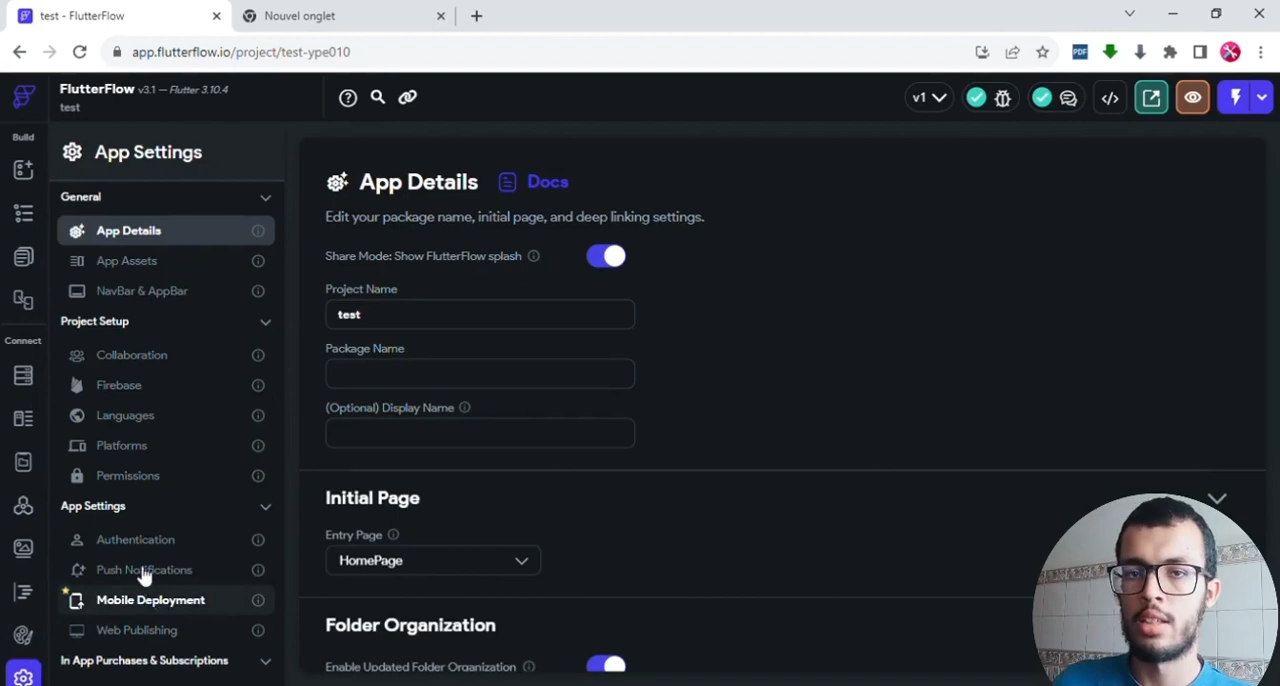 test - FlutterFlow
Nouvel onglet
app.flutterflow.io/project/test-ype010
PDF
FlutterFlow v3.1 — Flutter 3.10.4
test
v1
Build
App Settings
General
App Details
App Assets
NavBar & AppBar
Project Setup
Connect
Collaboration
Firebase
Languages
Platforms
Permissions
App Settings
Authentication
Push Notifications
Mobile Deployment
Web Publishing
In App Purchases & Subscriptions
App Details
Docs
Edit your package name, initial page, and deep linking settings.
Share Mode: Show FlutterFlow splash
Project Name
test
Package Name
(Optional) Display Name
Initial Page
Entry Page
HomePage
Folder Organization
Enable Updated Folder Organization